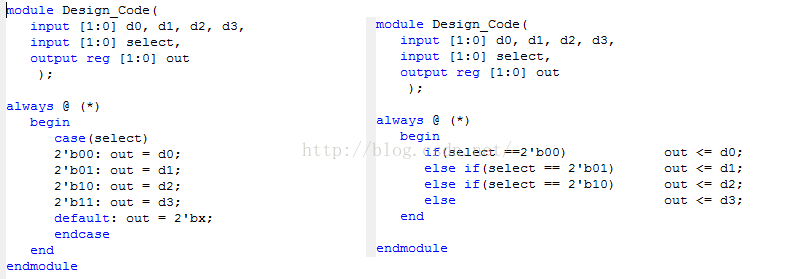 module Design_Code(
input [1:0] d0, d1, d2, d3,
input [1:0] select,
output reg [1:0] out
);
always @ (*)
begin
case(select)
2'b00: out = d0;
2'b01: out = d1;
2'b10: out = d2;
2'b11: out = d3;
default: out = 2'bx;
endcase
end
endmodule
module Design_Code(
input [1:0] d0, d1, d2, d3,
input [1:0] select,
output reg [1:0] out
);
always @ (*)
begin
if(select ==2'b00) out <= d0;
else if(select == 2'b01) out <= d1;
else if(select == 2'b10) out <= d2;
else out <= d3;
end
endmodule
http://blog.csdn.net/